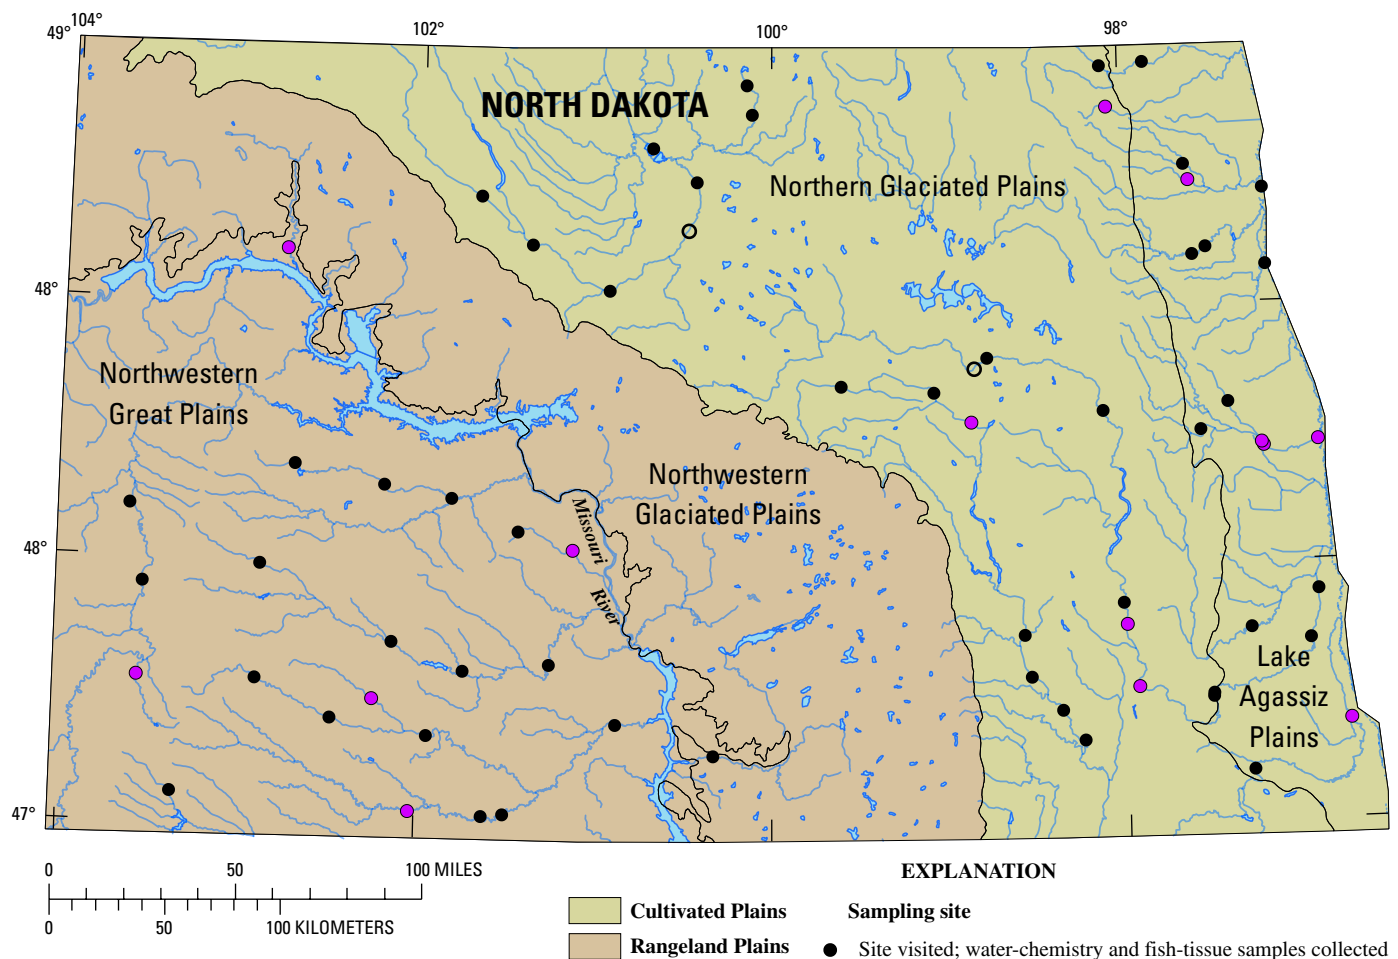 104°
49°
102°
100°
98°
NORTH DAKOTA
Northern Glaciated Plains
48°
Northwestern
Great Plains
Northwestern
Glaciated Plains
Missouri
River
48°
Lake
Agassiz
Plains
47°
0 50 100 MILES
0 50 100 KILOMETERS
EXPLANATION
Cultivated Plains
Rangeland Plains
Sampling site
Site visited; water-chemistry and fish-tissue samples collected